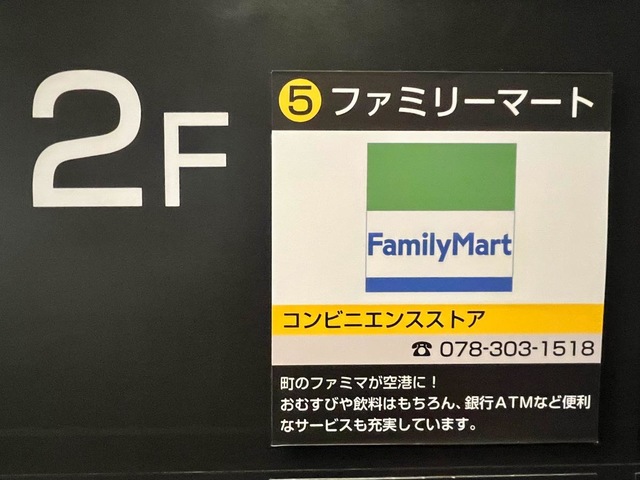 2F
5 ファミリーマート
FamilyMart
コンビニエンスストア
☎ 078-303-1518
町のファミマが空港に！
おむすびや飲料はもちろん、銀行ATMなど便利
なサービスも充実しています。